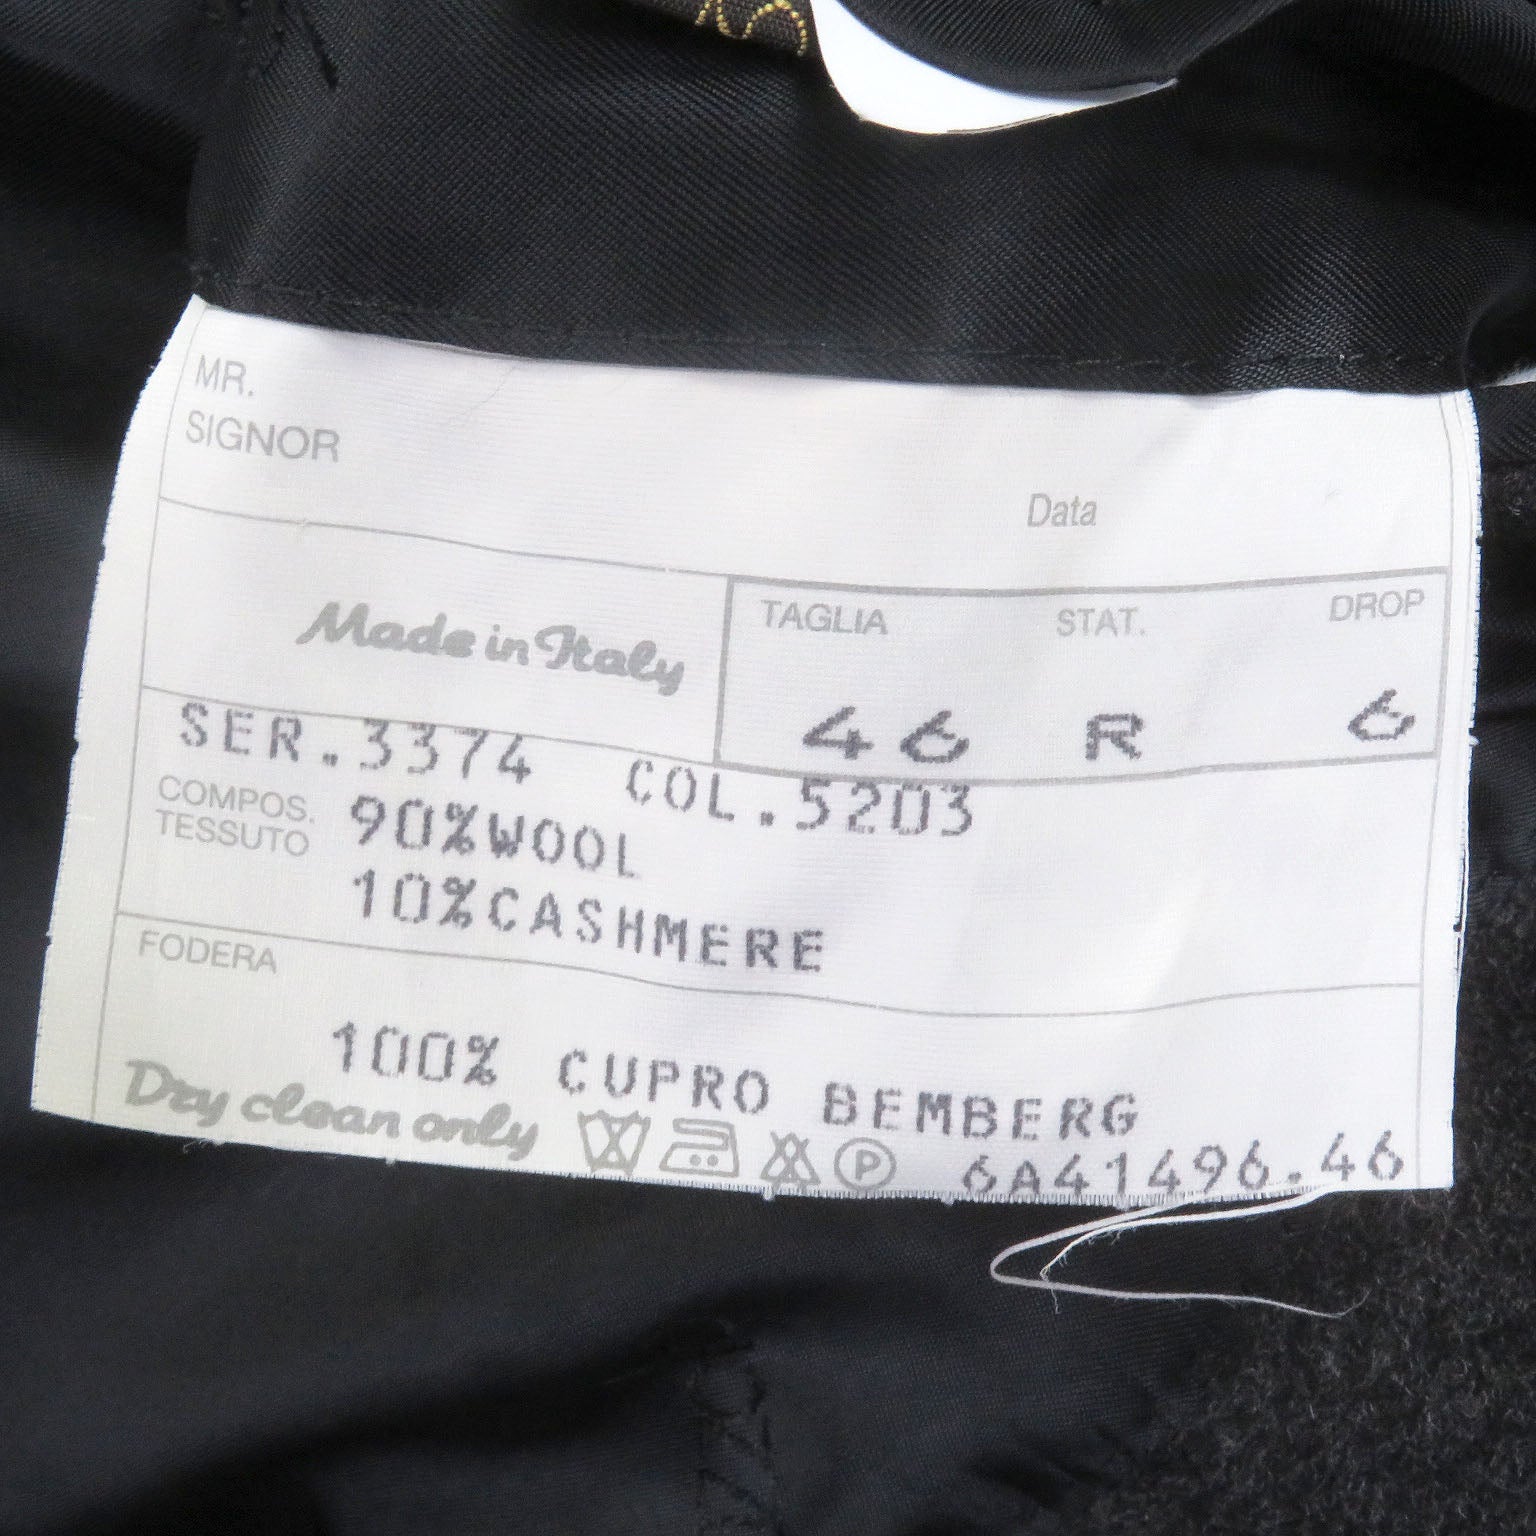 MR.
SIGNOR
Data
Made in Italy
TAGLIA STAT. DROP
46 R 6
SER.3374 COL.5203
COMPOS.
TESSUTO
90%WOOL
10%CASHMERE
FODERA
100% CUPRO BEMBERG
Dry clean only
P
6A41496.46